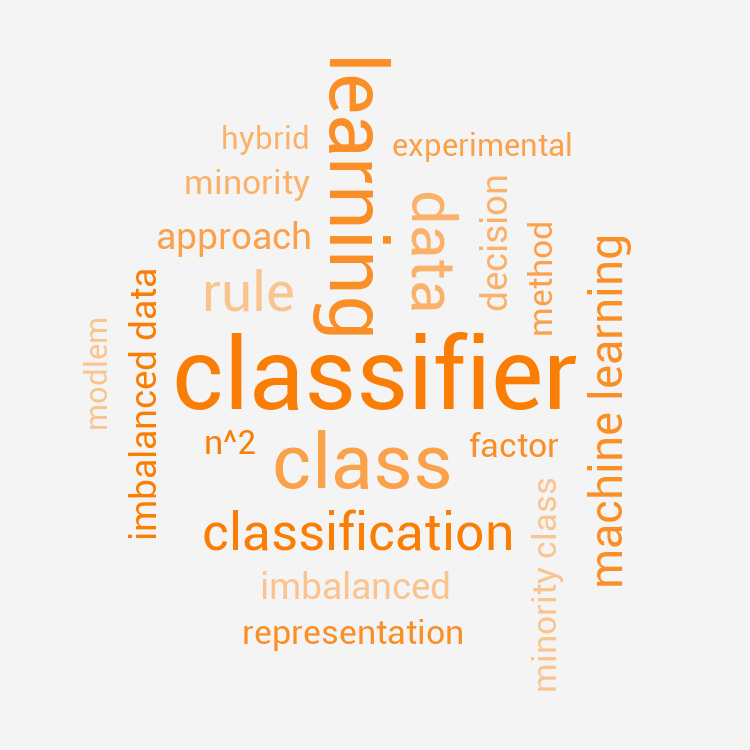 learning
hybrid
experimental
minority
data
decision
approach
method
rule
machine learning
imbalanced data
modlem
classifier
n^2
class
factor
classification
minority class
imbalanced
representation